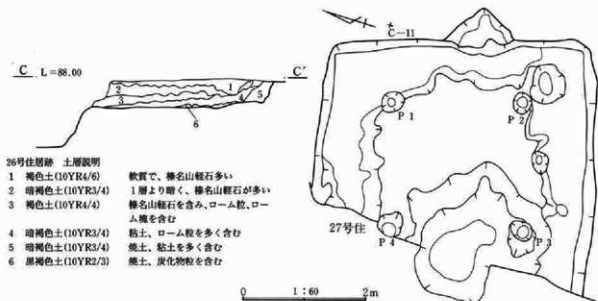 C L=88.00 C'
2 1 2
3 4 5
6
26号住居跡 土層説明
1 褐色土(10YR4/6) 軟質で、榛名山軽石多い
2 暗褐色土(10YR3/4) 1層より暗く、榛名山軽石が多い
3 褐色土(10YR4/4) 榛名山軽石を含み、ローム粒、ロー
ム塊を含む
4 暗褐色土(10YR3/4) 粘土、ローム粒を多く含む
5 暗褐色土(10YR3/4) 焼土、粘土を多く含む
6 黒褐色土(10YR2/3) 焼土、炭化物粒を含む
C-11
P 1
P 2
27号住
P 4
P 3
0 1:60 2m